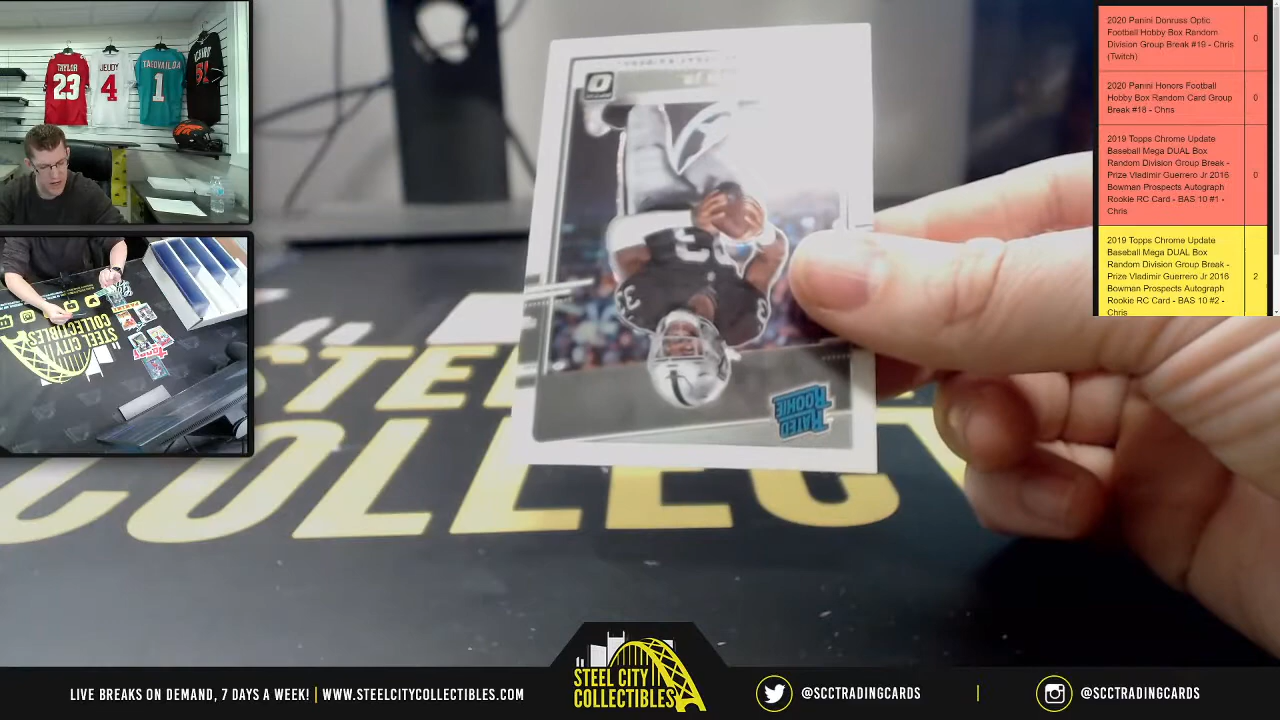 TAYLOR
23
JEUDY
4
TAGOVAILOA
1
2020 Panini Donruss Optic
Football Hobby Box Random
Division Group Break #19 - Chris
(Twitch)
0
2020 Panini Honors Football
Hobby Box Random Card Group
Break #18 - Chris
0
2019 Topps Chrome Update
Baseball Mega DUAL Box
Random Division Group Break -
Prize Vladimir Guerrero Jr 2016
Bowman Prospects Autograph
Rookie RC Card - BAS 10 #1 -
Chris
0
2019 Topps Chrome Update
Baseball Mega DUAL Box
Random Division Group Break -
Prize Vladimir Guerrero Jr 2016
Bowman Prospects Autograph
Rookie RC Card - BAS 10 #2 -
Chris
2
RATED
ROOKIE
STEEL CITY
COLLECTIBLES
LIVE BREAKS ON DEMAND, 7 DAYS A WEEK! | WWW.STEELCITYCOLLECTIBLES.COM
STEEL CITY
COLLECTIBLES
@SCCTRADINGCARDS | @SCCTRADINGCARDS